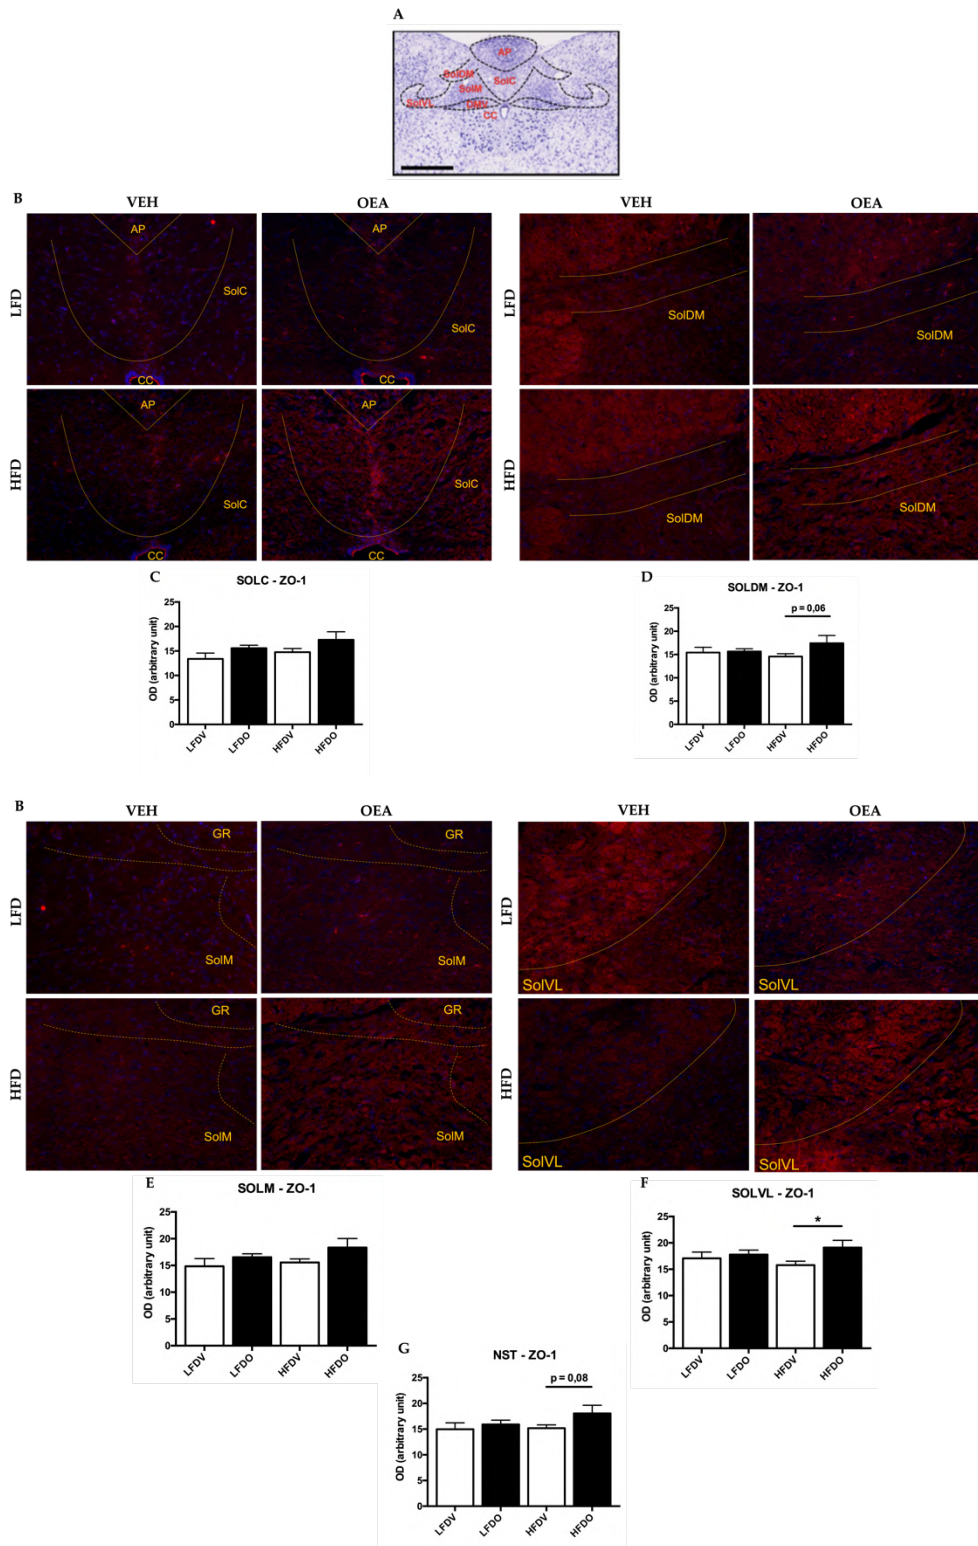 A
AP
SolDM
SolC
SolM
SolVL
DMV
CC
B
VEH
OEA
VEH
OEA
LFD
AP
SolC
CC
AP
SolC
CC
LFD
SolDM
SolDM
HFD
AP
SolC
CC
AP
SolC
CC
HFD
SolDM
SolDM
C
SOLC - ZO-1
OD (arbitrary unit)
25
20
15
10
5
0
LFDV
LFDO
HFDV
HFDO
D
SOLDM - ZO-1
p = 0,06
OD (arbitrary unit)
25
20
15
10
5
0
LFDV
LFDO
HFDV
HFDO
B
VEH
OEA
VEH
OEA
LFD
GR
SolM
GR
SolM
LFD
SolVL
SolVL
HFD
GR
SolM
GR
SolM
HFD
SolVL
SolVL
E
SOLM - ZO-1
OD (arbitrary unit)
25
20
15
10
5
0
LFDV
LFDO
HFDV
HFDO
F
SOLVL - ZO-1
*
OD (arbitrary unit)
25
20
15
10
5
0
LFDV
LFDO
HFDV
HFDO
G
NST - ZO-1
p = 0,08
OD (arbitrary unit)
25
20
15
10
5
0
LFDV
LFDO
HFDV
HFDO